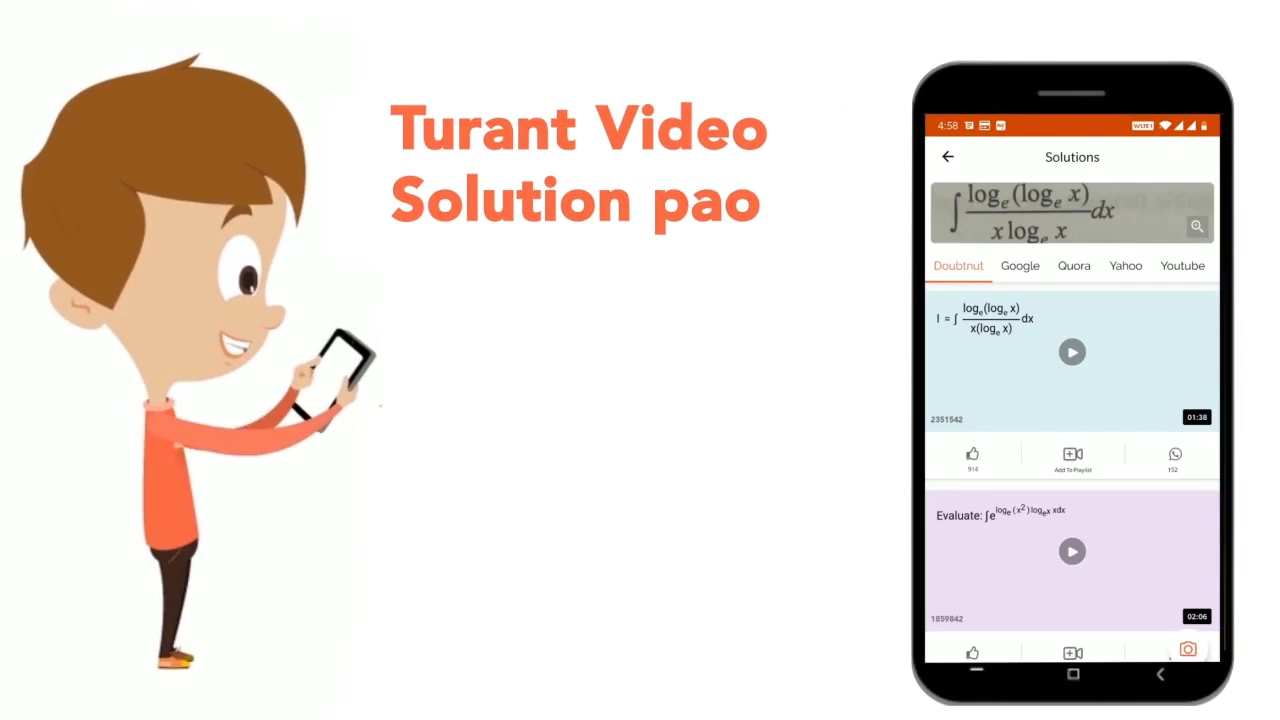 Turant Video
Solution pao
4:58
VoLTE1
Solutions
∫ logₑ(logₑ x) / x logₑ x dx
Doubtnut Google Quora Yahoo Youtube
I = ∫ logₑ(logₑ x) / x(logₑ x) dx
2351542 01:38
914 Add To Playlist 152
Evaluate: ∫e^logₑ(x²)logₑx xdx
1859842 02:06